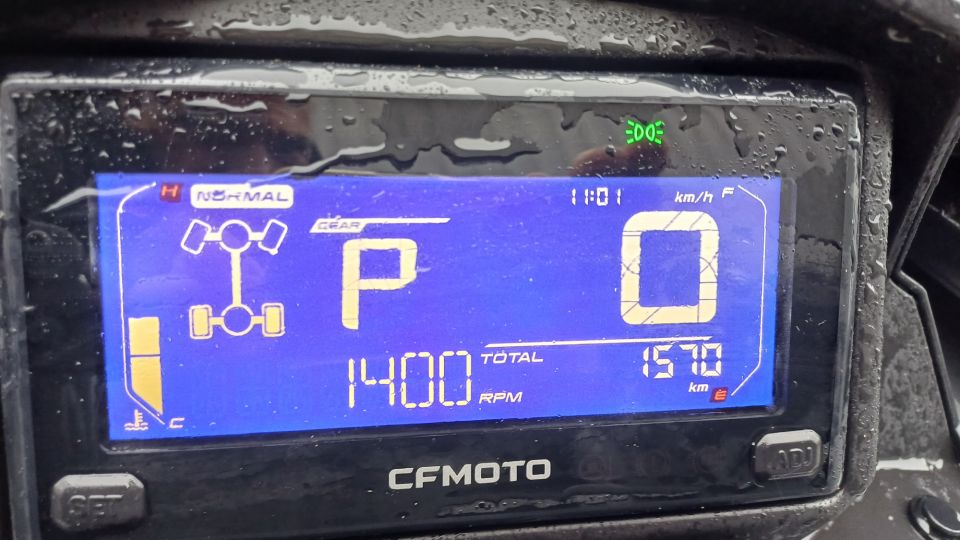 H NORMAL 11:01 km/h F
GEAR
P 0
TOTAL 1570
1400 RPM km E
C
CFMOTO
SET ADJ